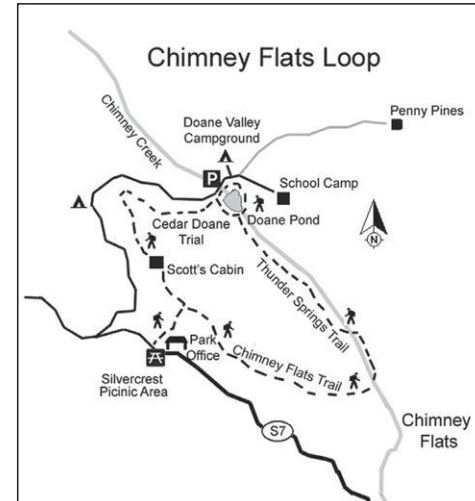 Chimney Flats Loop
Chimney Creek
Doane Valley
Campground
Penny Pines
P
School Camp
Doane Pond
Cedar Doane
Trial
N
Scott's Cabin
Thunder Springs Trail
Park
Office
Chimney Flats Trail
Silvercrest
Picinic Area
Chimney
Flats
S7